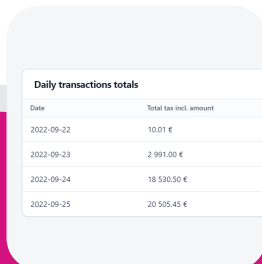 Daily transactions totals
Date Total tax incl. amount
2022-09-22 10.01 €
2022-09-23 2 991.00 €
2022-09-24 18 530.50 €
2022-09-25 20 505.45 €